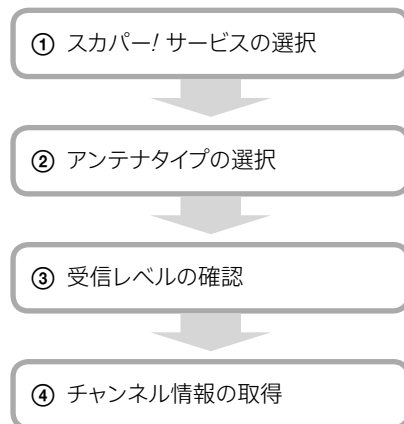 ① スカパー! サービスの選択
② アンテナタイプの選択
③ 受信レベルの確認
④ チャンネル情報の取得